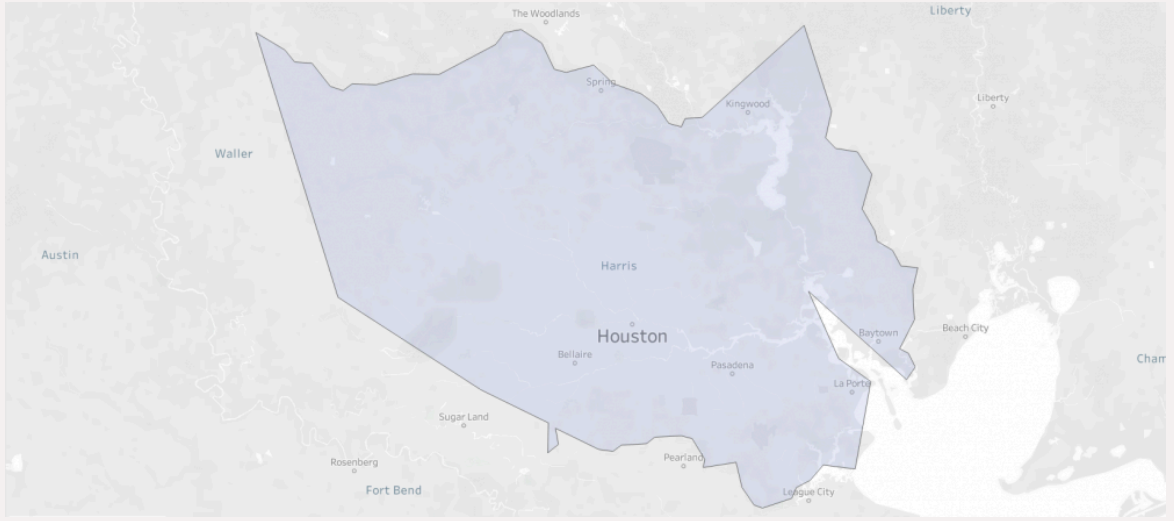 Liberty
The Woodlands
Spring
Liberty
Kingwood
Waller
Austin
Harris
Houston
Beach City
Baytown
Bellaire
Cham
Pasadena
La Porte
Sugar Land
Pearland
Rosenberg
Fort Bend
League City